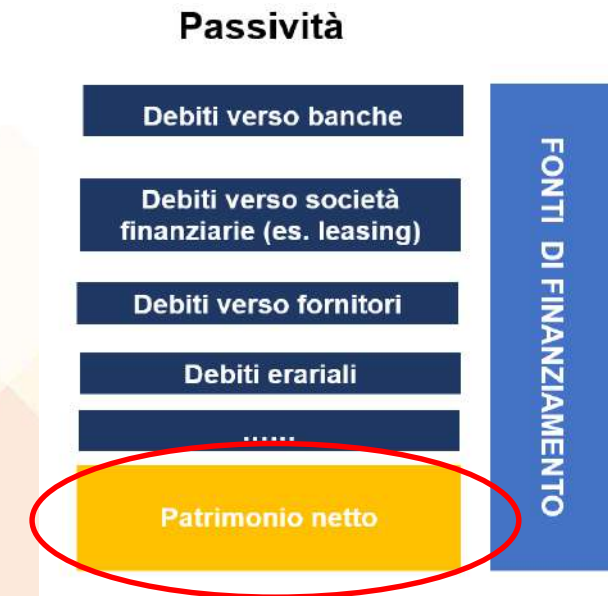 Passività
Debiti verso banche
Debiti verso società
finanziarie (es. leasing)
Debiti verso fornitori
Debiti erariali
......
Patrimonio netto
FONTI DI FINANZIAMENTO